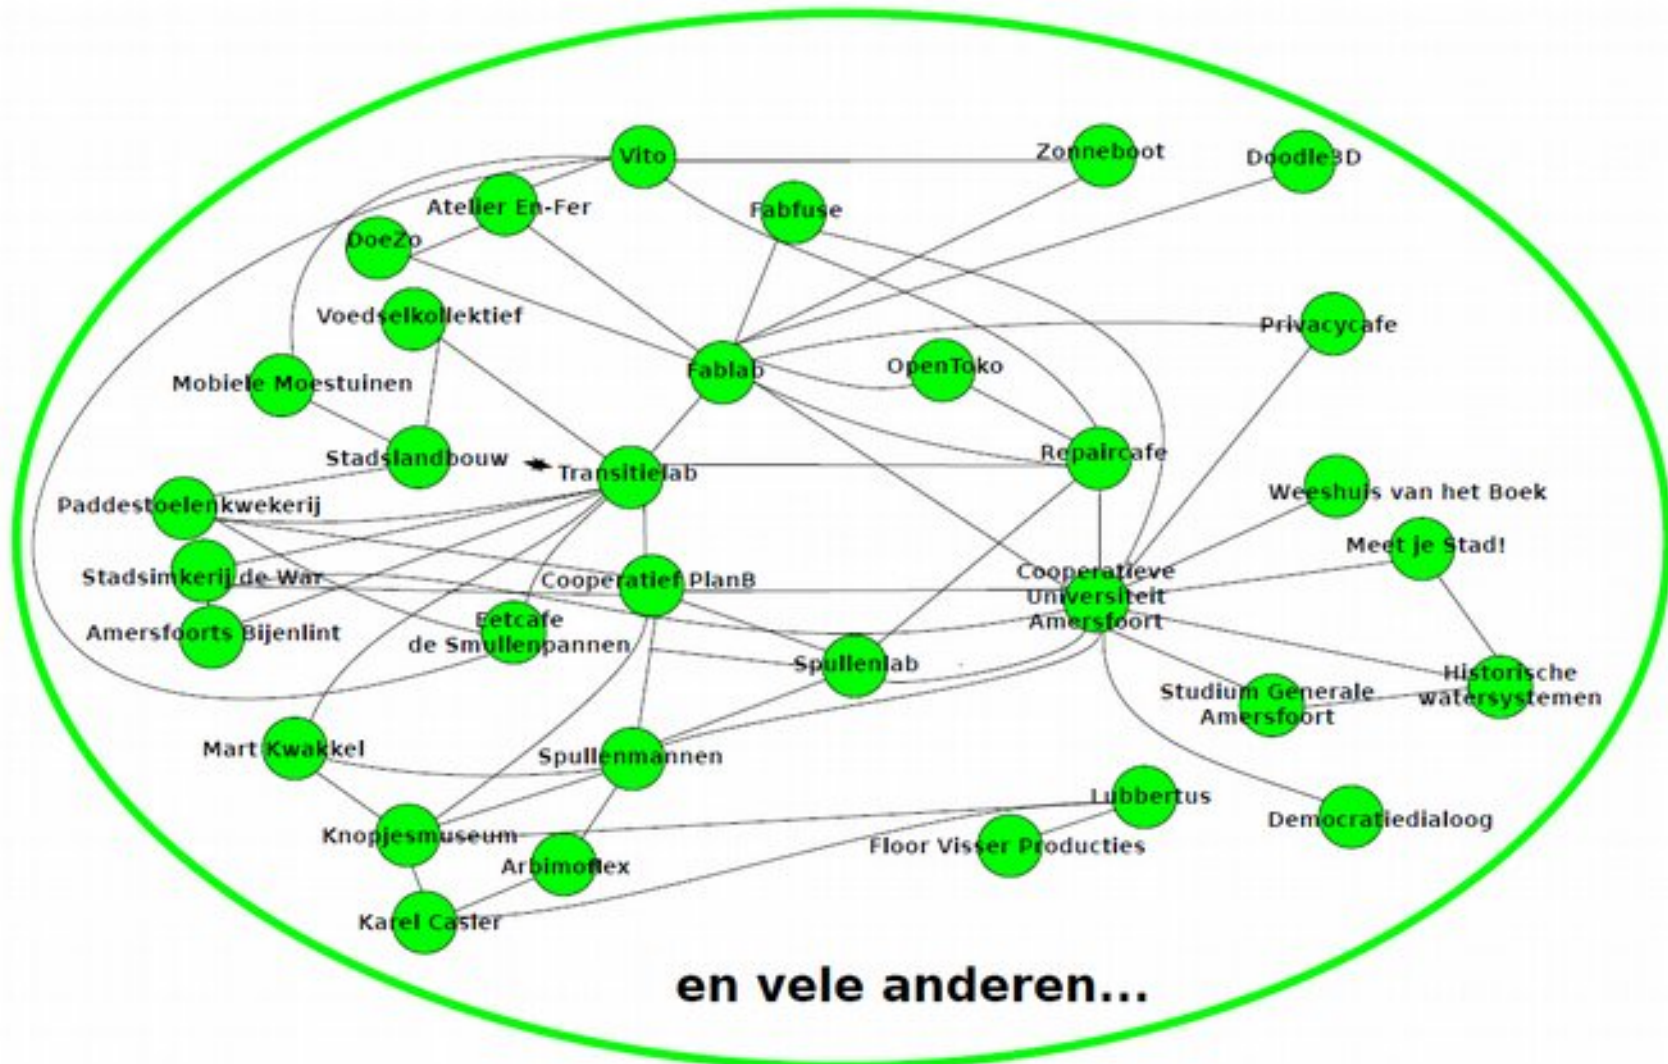 Vito
Zonneboot
Doodle3D
Atelier En-Fer
Fabfuse
DoeZo
Voedselkollektief
Privacycafe
Fablab
OpenToko
Mobiele Moestuinen
Stadslandbouw
Transitielab
Repaircafe
Paddestoelenkwekerij
Weeshuis van het Boek
Meet je Stad!
Stadsimkerij de War
Cooperatief PlanB
Cooperatieve
Universiteit
Amersfoort
Amersfoorts Bijenlint
Eetcafe
de Smullenpannen
Spullenlab
Studium Generale
Amersfoort
Historische
watersystemen
Mart Kwakkel
Spullenmannen
Lubbertus
Democratiedialoog
Knopjesmuseum
Floor Visser Producties
Arbimoflex
Karel Casler
en vele anderen...